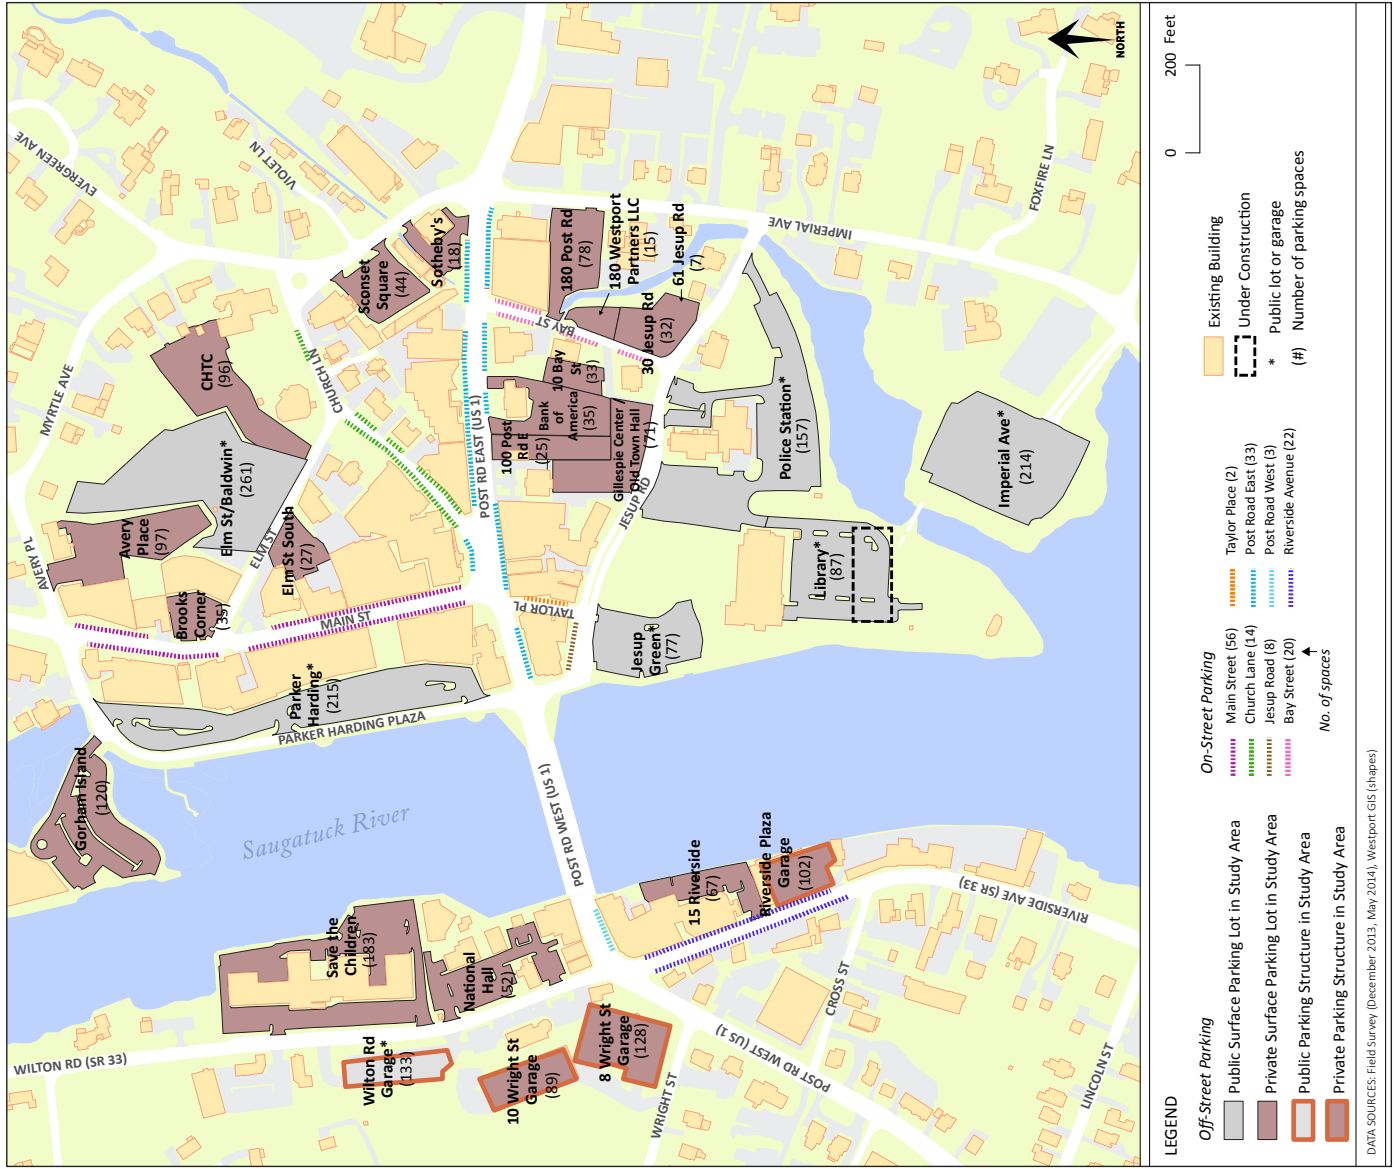 EVERGREEN AVE
VIOLET LN
MYRTLE AVE
AVERY PL
CHURCH LN
ELM ST
MAIN ST
POST RD EAST (US 1)
BAY ST
IMPERIAL AVE
FOXFIRE LN
JESUP RD
TAYLOR PL
PARKER HARDING PLAZA
POST RD WEST (US 1)
Saugatuck River
RIVERSIDE AVE (SR 33)
CROSS ST
POST RD WEST (US 1)
WILTON RD (SR 33)
WRIGHT ST
LINCOLN ST
CHTC
(96)
Elm St/Baldwin*
(261)
Avery
Place
(97)
Elm St South
(27)
Brooks
Corner
(35)
Parker
Harding*
(215)
Gorham Island
(120)
Sconset
Square
(44)
Sotheby's
(18)
180 Post Rd
(78)
180 Westport
Partners LLC
(15)
61 Jesup Rd
(7)
30 Jesup Rd
(32)
10 Bay
St
(33)
Bank
of
America
(35)
100 Post
Rd E
(25)
Gillespie Center /
Old Town Hall
(71)
Police Station*
(157)
Imperial Ave*
(214)
Library*
(87)
Jesup
Green*
(77)
Save the
Children
(183)
National
Hall
(52)
Wilton Rd
Garage*
(133)
10 Wright St
Garage
(89)
8 Wright St
Garage
(128)
15 Riverside
(67)
Riverside Plaza
Garage
(102)
LEGEND
Off-Street Parking
Public Surface Parking Lot in Study Area
Private Surface Parking Lot in Study Area
Public Parking Structure in Study Area
Private Parking Structure in Study Area
On-Street Parking
Main Street (56)
Church Lane (14)
Jesup Road (8)
Bay Street (20)
Taylor Place (2)
Post Road East (33)
Post Road West (3)
Riverside Avenue (22)
No. of spaces
Existing Building
Under Construction
* Public lot or garage
(#) Number of parking spaces
0 200 Feet
NORTH
DATA SOURCES: Field Survey (December 2013, May 2014), Westport GIS (shapes)